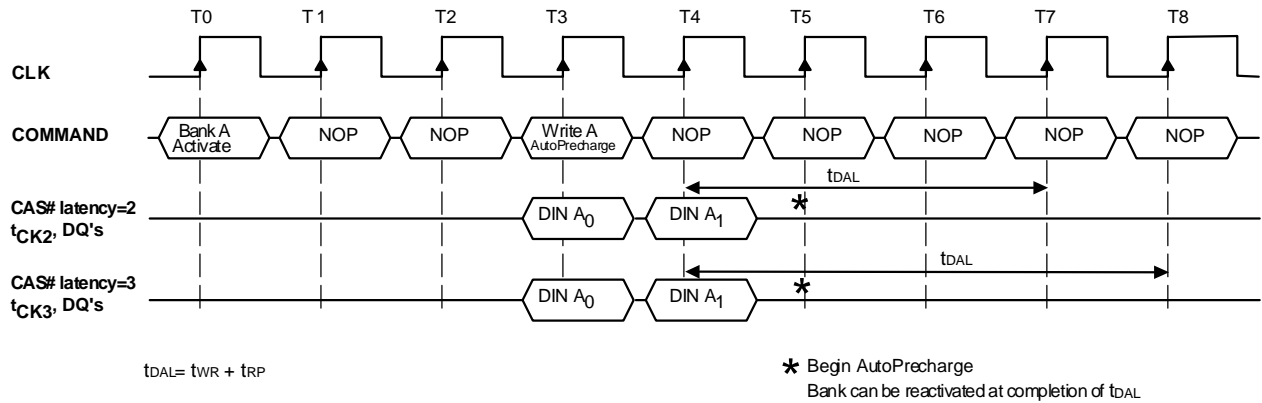 T0 T1 T2 T3 T4 T5 T6 T7 T8
CLK
COMMAND
Bank A
Activate
NOP
NOP
Write A
AutoPrecharge
NOP
NOP
NOP
NOP
NOP
tDAL
CAS# latency=2
tCK2, DQ's
DIN A0
DIN A1
*
tDAL
CAS# latency=3
tCK3, DQ's
DIN A0
DIN A1
*
tDAL= tWR + tRP
* Begin AutoPrecharge
Bank can be reactivated at completion of tDAL